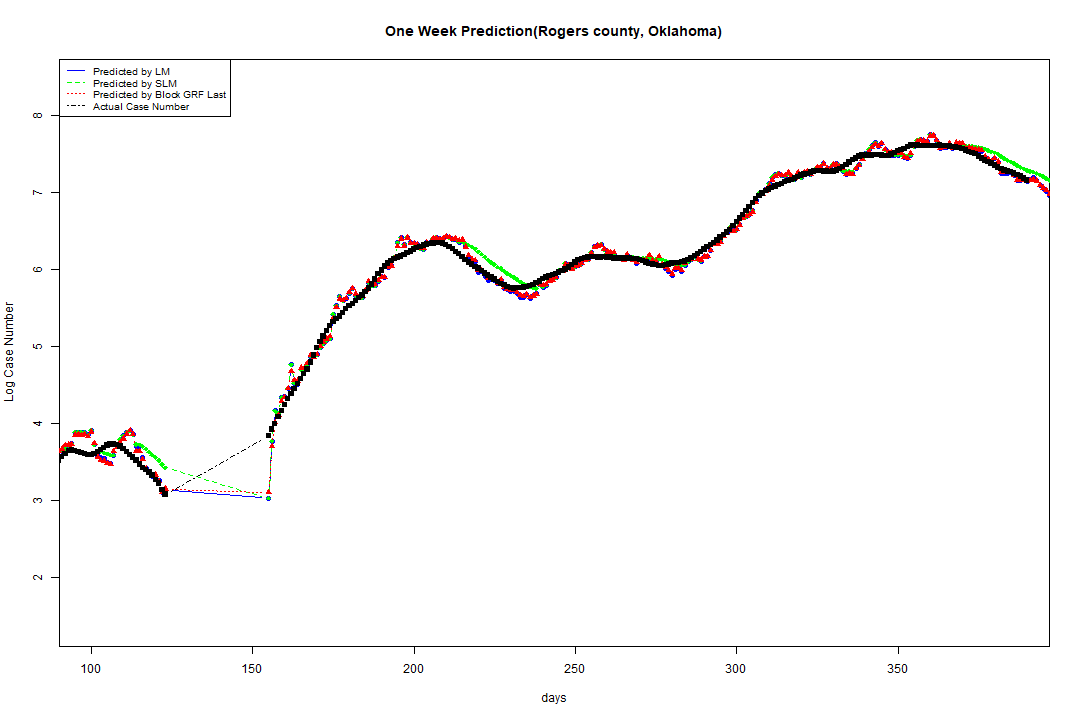 One Week Prediction(Rogers county, Oklahoma)
Predicted by LM
Predicted by SLM
Predicted by Block GRF Last
Actual Case Number
8
7
6
5
4
3
2
Log Case Number
100 150 200 250 300 350
days